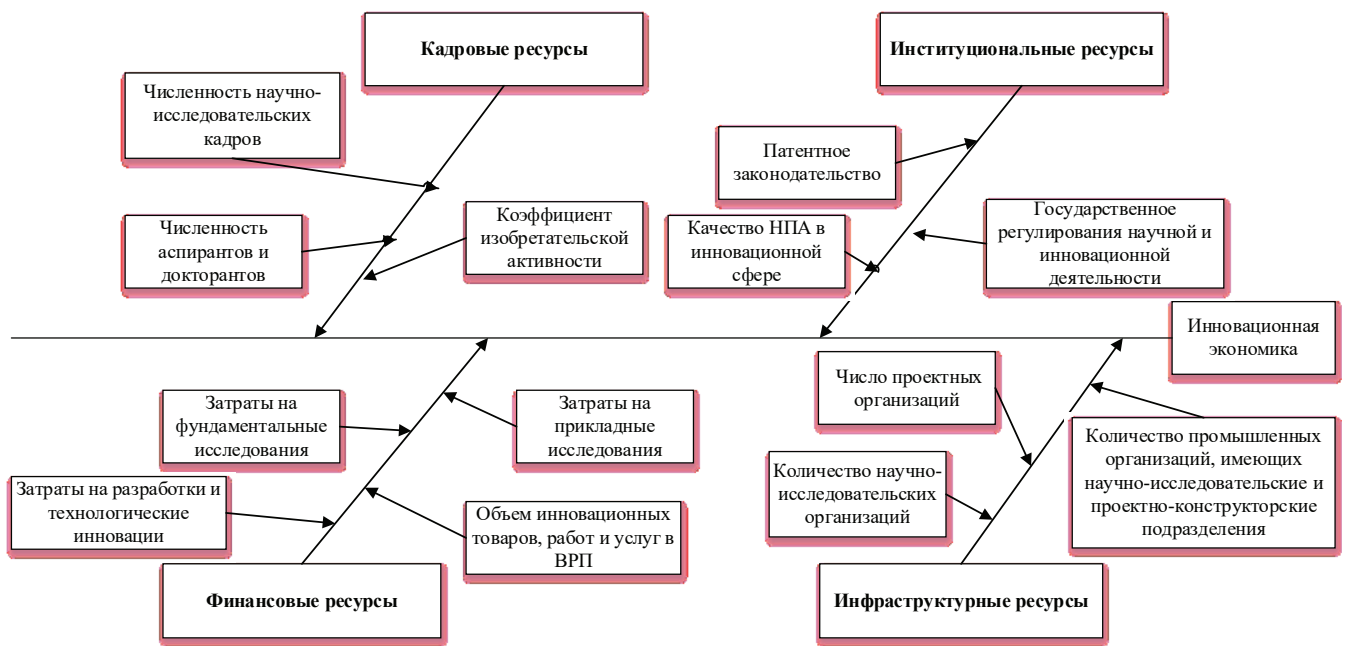 Кадровые ресурсы
Институциональные ресурсы
Численность научно-
исследовательских
кадров
Патентное
законодательство
Численность
аспирантов и
докторантов
Коэффициент
изобретательской
активности
Качество НПА в
инновационной
сфере
Государственное
регулирования научной и
инновационной
деятельности
Инновационная
экономика
Затраты на
фундаментальные
исследования
Затраты на
прикладные
исследования
Число проектных
организаций
Количество промышленных
организаций, имеющих
научно-исследовательские и
проектно-конструкторские
подразделения
Затраты на разработки и
технологические
инновации
Объем инновационных
товаров, работ и услуг в
ВРП
Количество научно-
исследовательских
организаций
Финансовые ресурсы
Инфраструктурные ресурсы